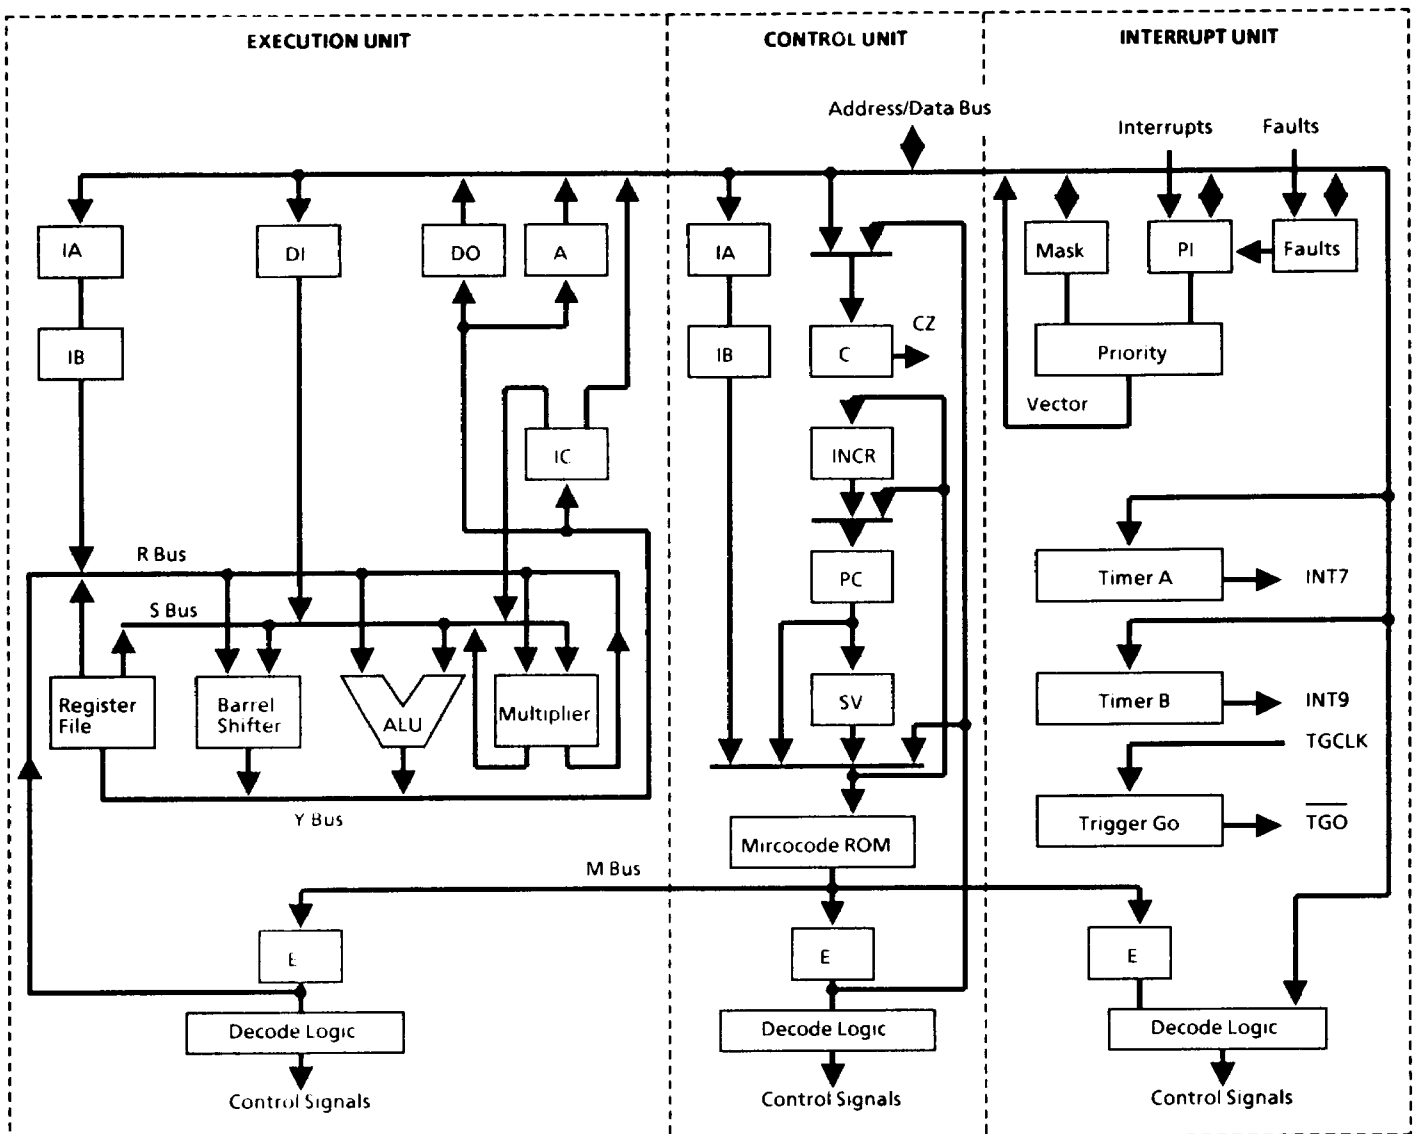 EXECUTION UNIT
CONTROL UNIT
INTERRUPT UNIT
Address/Data Bus
Interrupts
Faults
IA
DI
DO
A
IA
Mask
PI
Faults
IB
IB
C
CZ
Priority
Vector
IC
INCR
R Bus
PC
Timer A
INT7
S Bus
Register
File
Barrel
Shifter
ALU
Multiplier
SV
Timer B
INT9
TGCLK
Y Bus
Trigger Go
TGO
Mircocode ROM
M Bus
E
E
E
Decode Logic
Decode Logic
Decode Logic
Control Signals
Control Signals
Control Signals